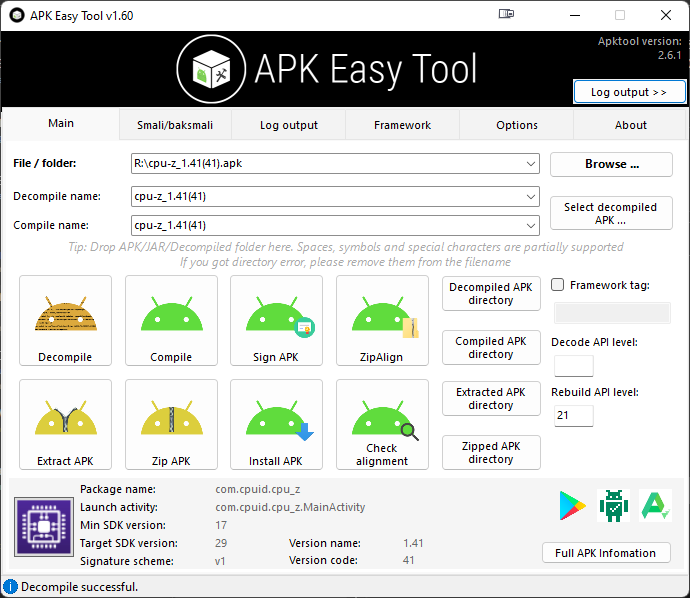 APK Easy Tool v1.60
Apktool version:
2.6.1
APK Easy Tool
Log output >>
Main
Smali/baksmali
Log output
Framework
Options
About
File / folder:
R:\cpu-z_1.41(41).apk
Browse ...
Decompile name:
cpu-z_1.41(41)
Select decompiled
APK ...
Compile name:
cpu-z_1.41(41)
Tip: Drop APK/JAR/Decompiled folder here. Spaces, symbols and special characters are partially supported
If you got directory error, please remove them from the filename
Decompile
Compile
Sign APK
ZipAlign
Decompiled APK
directory
Framework tag:
Compiled APK
directory
Decode API level:
Extract APK
Zip APK
Install APK
Check
alignment
Extracted APK
directory
Rebuild API level:
21
Zipped APK
directory
Package name:
com.cpuid.cpu_z
Launch activity:
com.cpuid.cpu_z.MainActivity
Min SDK version:
17
Target SDK version:
29
Version name:
1.41
Signature scheme:
v1
Version code:
41
Full APK Infomation
Decompile successful.